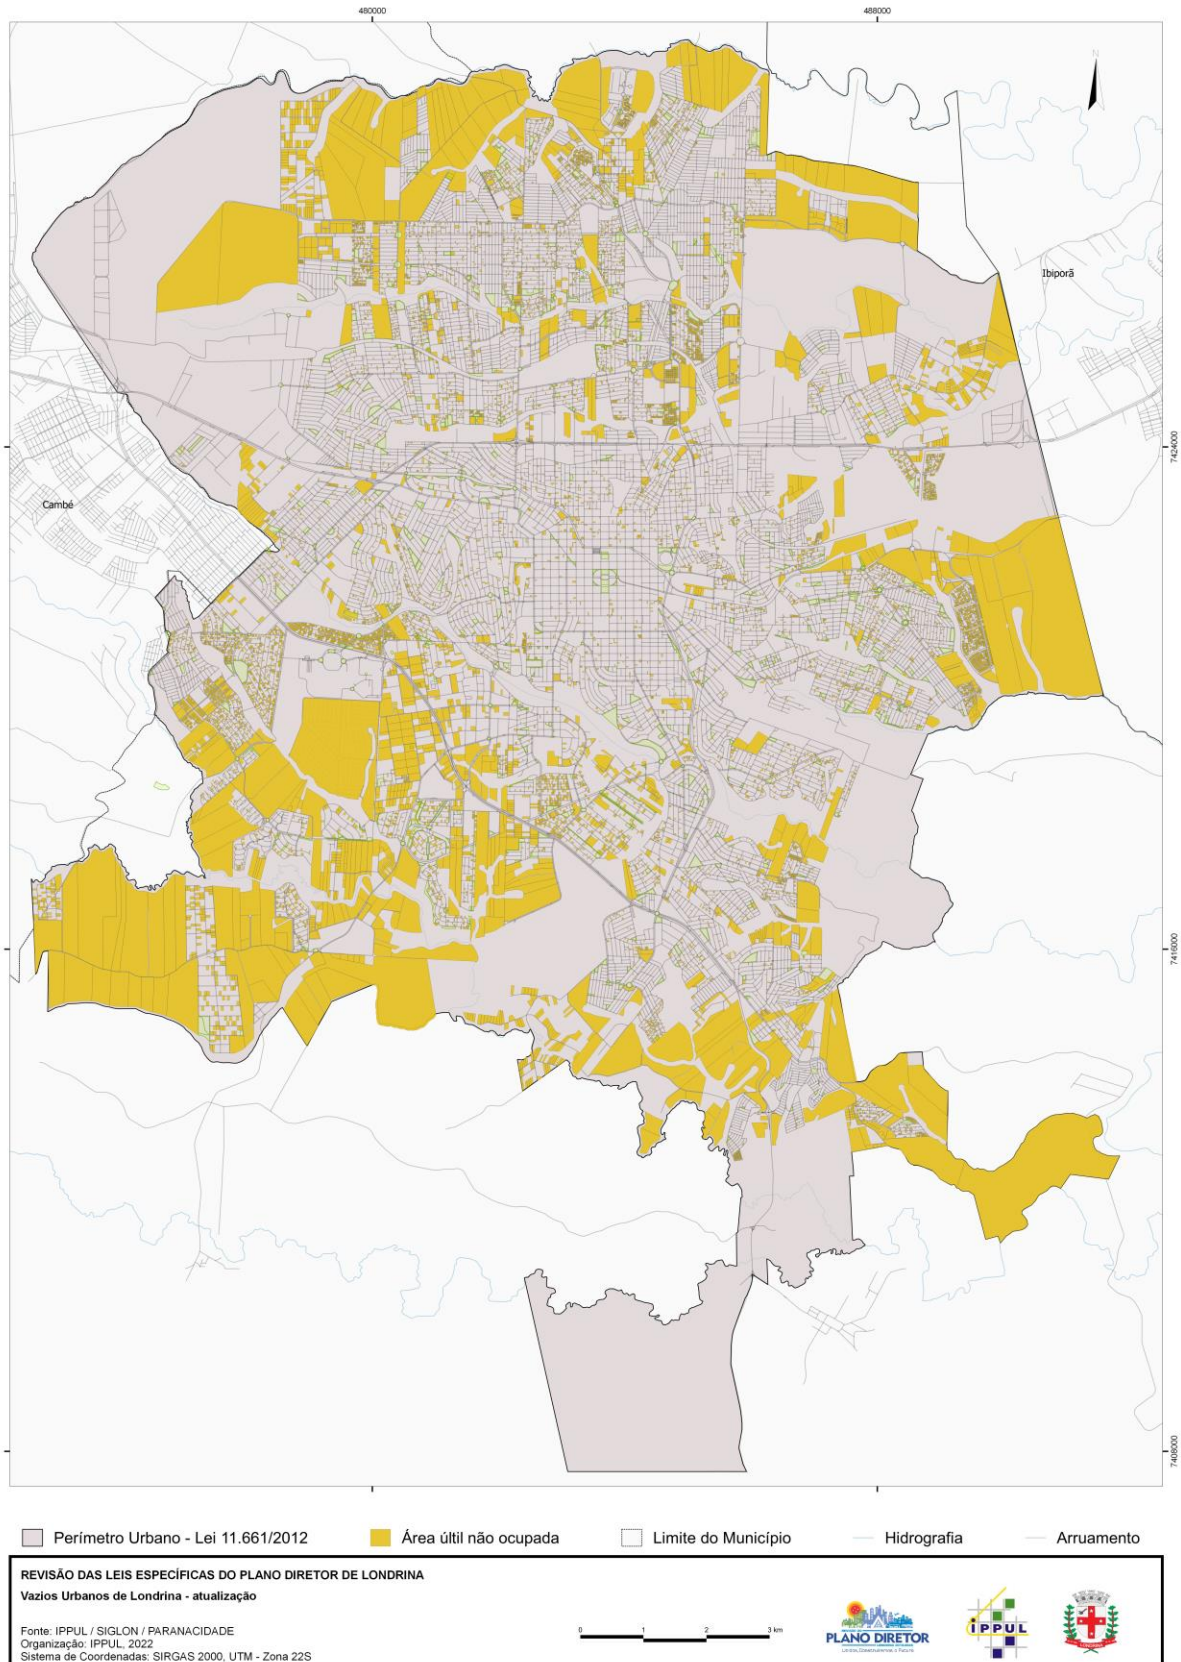 480000
488000
N
Ibiporã
7424000
Cambé
7416000
7408000
Perímetro Urbano - Lei 11.661/2012
Área últil não ocupada
Limite do Município
Hidrografia
Arruamento
REVISÃO DAS LEIS ESPECÍFICAS DO PLANO DIRETOR DE LONDRINA
Vazios Urbanos de Londrina - atualização
Fonte: IPPUL / SIGLON / PARANACIDADE
Organização: IPPUL, 2022
Sistema de Coordenadas: SIRGAS 2000, UTM - Zona 22S
0 1 2 3 km
PLANO DIRETOR
IPPUL
LONDRINA